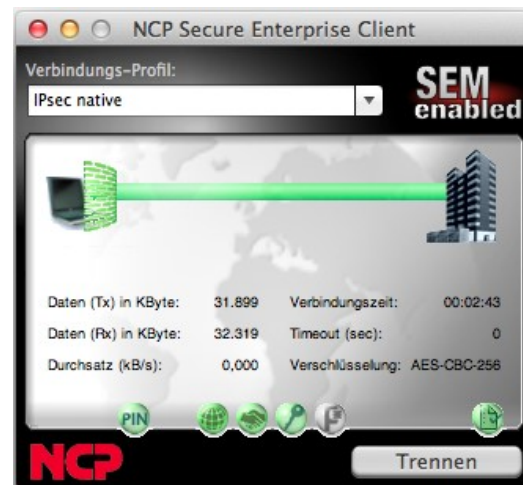 NCP Secure Enterprise Client
Verbindungs-Profil:
IPsec native
SEM
enabled
Daten (Tx) in KByte: 31.899 Verbindungszeit: 00:02:43
Daten (Rx) in KByte: 32.319 Timeout (sec): 0
Durchsatz (kB/s): 0,000 Verschlüsselung: AES-CBC-256
PIN
NCP
Trennen